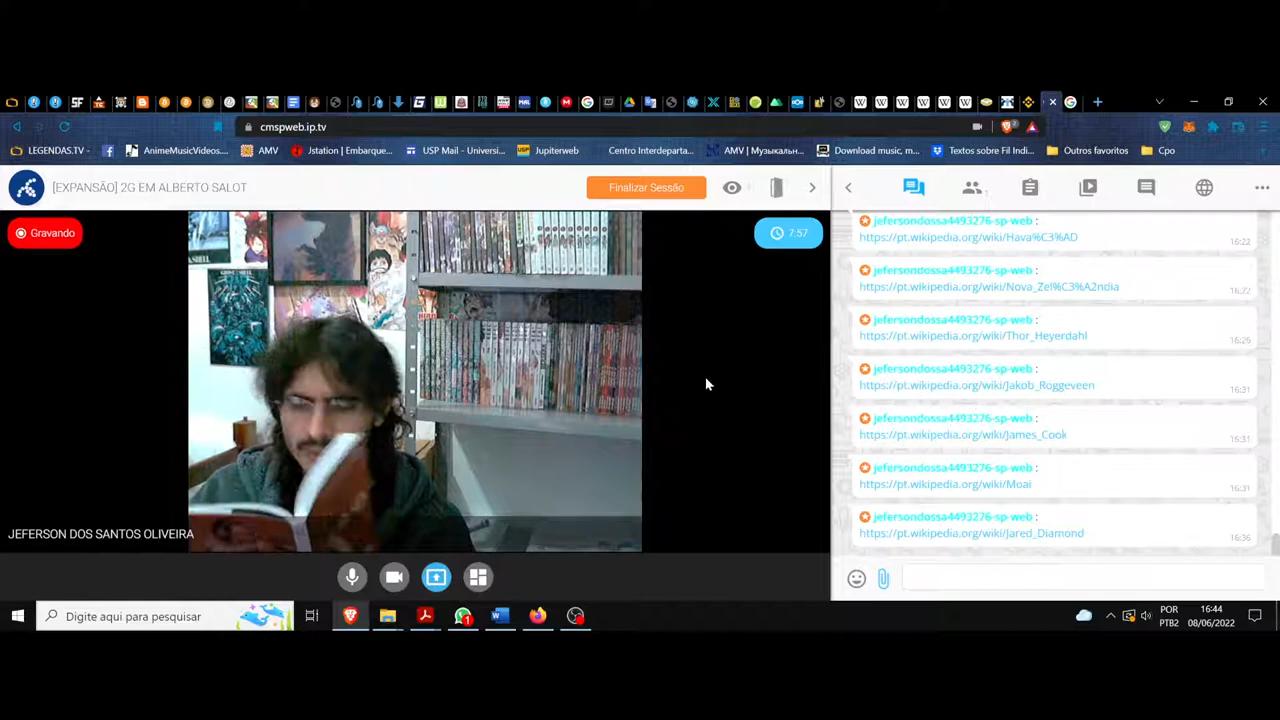 cmspweb.ip.tv
LEGENDAS.TV
AnimeMusicVideos....
AMV
Jstation | Embarque...
USP Mail - Universi...
Jupiterweb
Centro Interdeparta...
AMV | Музыкальн...
Download music, m...
Textos sobre Fil Indi...
Outros favoritos
Cpo
[EXPANSÃO] 2G EM ALBERTO SALOT
Finalizar Sessão
Gravando
7:57
JEFERSON DOS SANTOS OLIVEIRA
jefersondossa4493276-sp-web :
https://pt.wikipedia.org/wiki/Hava%C3%AD
16:22
jefersondossa4493276-sp-web :
https://pt.wikipedia.org/wiki/Nova_Zel%C3%A2ndia
16:22
jefersondossa4493276-sp-web :
https://pt.wikipedia.org/wiki/Thor_Heyerdahl
16:26
jefersondossa4493276-sp-web :
https://pt.wikipedia.org/wiki/Jakob_Roggeveen
16:31
jefersondossa4493276-sp-web :
https://pt.wikipedia.org/wiki/James_Cook
16:31
jefersondossa4493276-sp-web :
https://pt.wikipedia.org/wiki/Moai
16:31
jefersondossa4493276-sp-web :
https://pt.wikipedia.org/wiki/Jared_Diamond
16:36
Digite aqui para pesquisar
POR
PTB2
16:44
08/06/2022